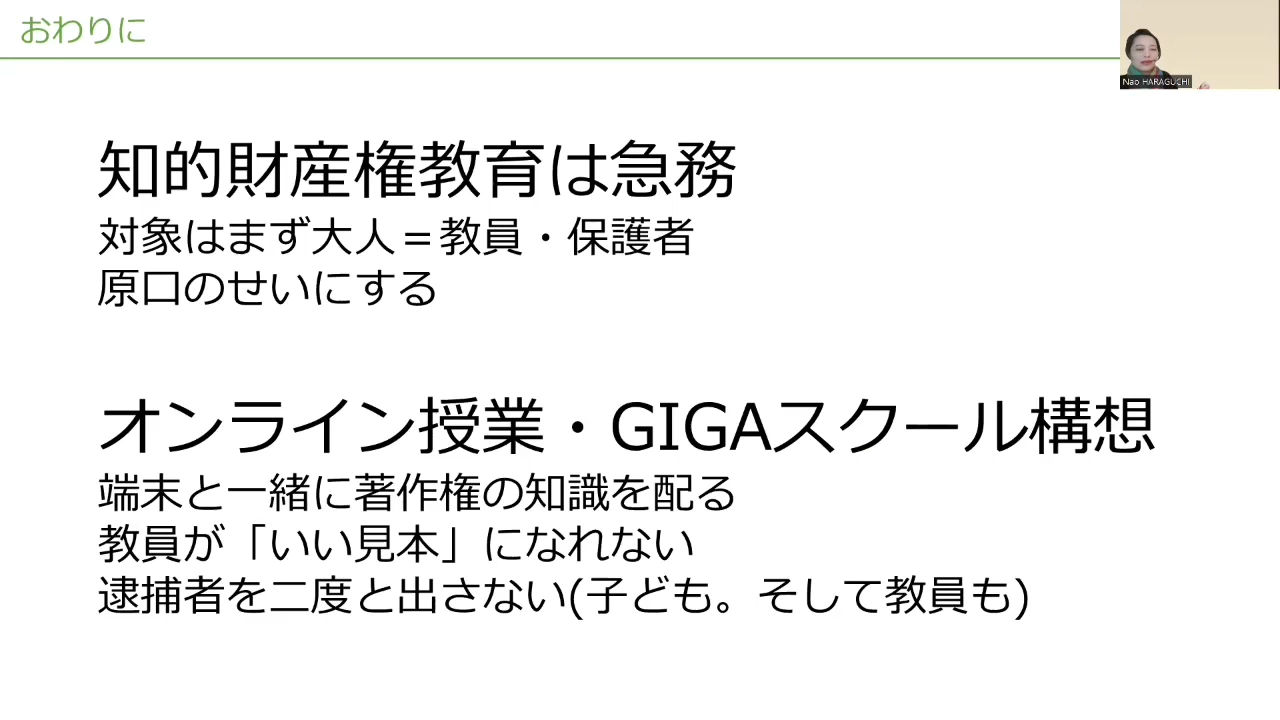 おわりに
Nao HARAGUCHI
知的財産権教育は急務
対象はまず大人＝教員・保護者
原口のせいにする
オンライン授業・GIGAスクール構想
端末と一緒に著作権の知識を配る
教員が「いい見本」になれない
逮捕者を二度と出さない(子ども。そして教員も)